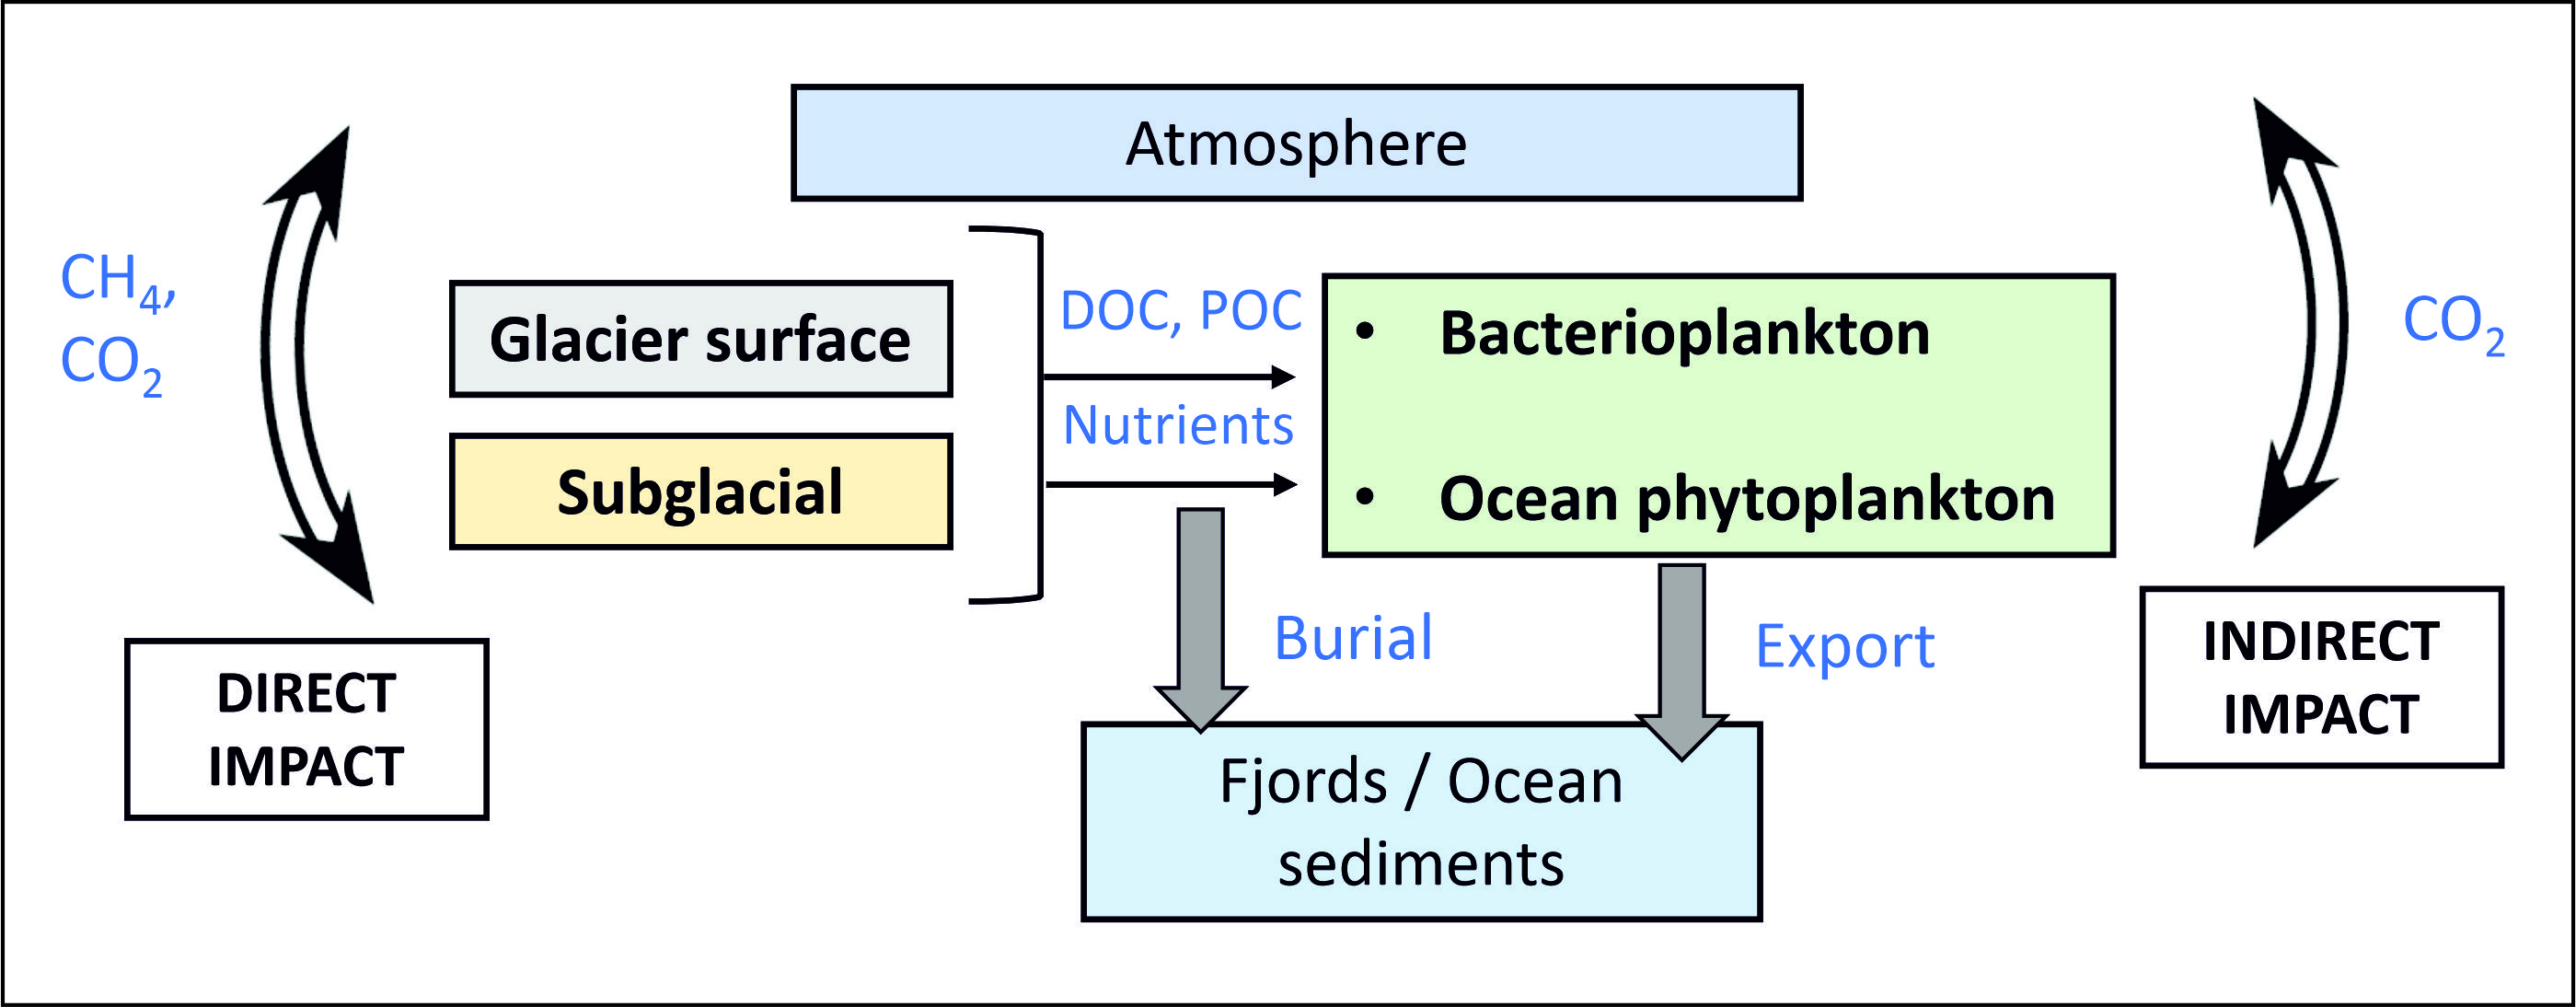 Atmosphere
CH₄,
CO₂
Glacier surface
Subglacial
DOC, POC
Nutrients
• Bacterioplankton
• Ocean phytoplankton
CO₂
Burial
Export
DIRECT
IMPACT
INDIRECT
IMPACT
Fjords / Ocean
sediments